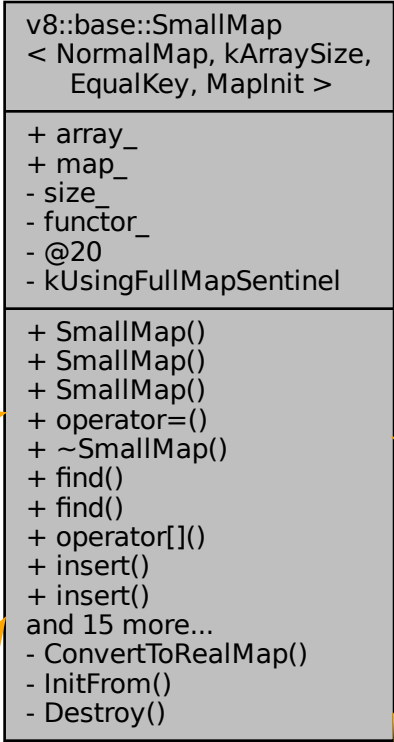 v8::base::SmallMap
< NormalMap, kArraySize,
EqualKey, MapInit >
+ array_
+ map_
- size_
- functor_
- @20
- kUsingFullMapSentinel
+ SmallMap()
+ SmallMap()
+ SmallMap()
+ operator=()
+ ~SmallMap()
+ find()
+ find()
+ operator[]()
+ insert()
+ insert()
and 15 more...
- ConvertToRealMap()
- InitFrom()
- Destroy()